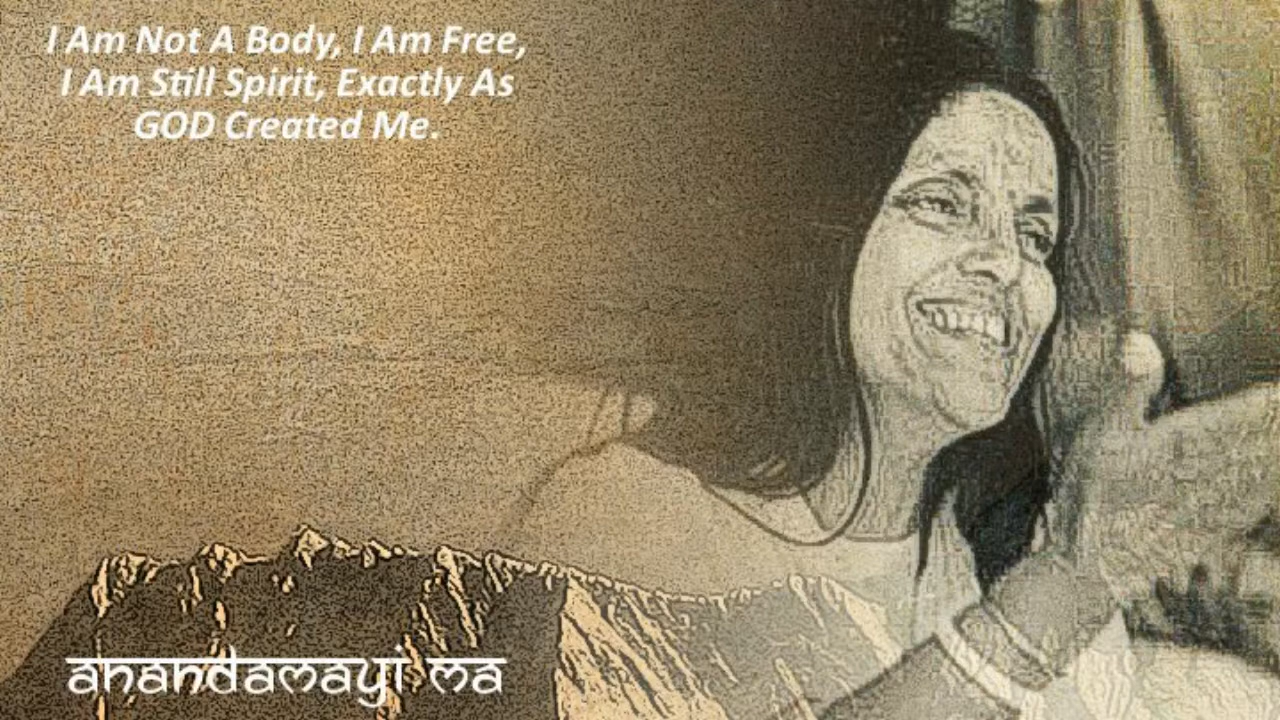 I Am Not A Body, I Am Free,
I Am Still Spirit, Exactly As
GOD Created Me.
anandamayi ma